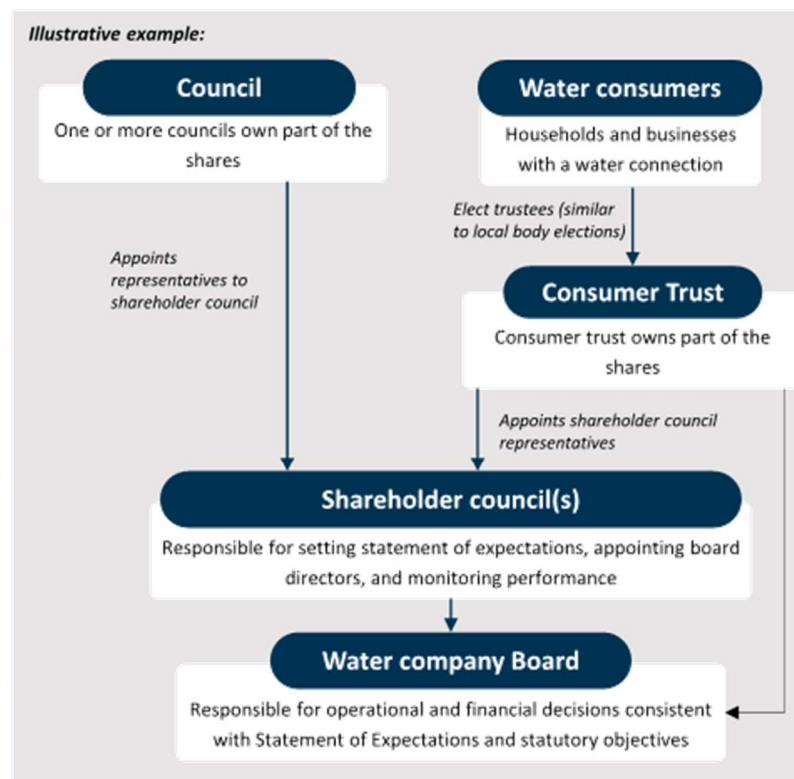 Illustrative example:
Council
One or more councils own part of the
shares
Water consumers
Households and businesses
with a water connection
Elect trustees (similar
to local body elections)
Appoints
representatives to
shareholder council
Consumer Trust
Consumer trust owns part of the
shares
Appoints shareholder council
representatives
Shareholder council(s)
Responsible for setting statement of expectations, appointing board
directors, and monitoring performance
Water company Board
Responsible for operational and financial decisions consistent
with Statement of Expectations and statutory objectives